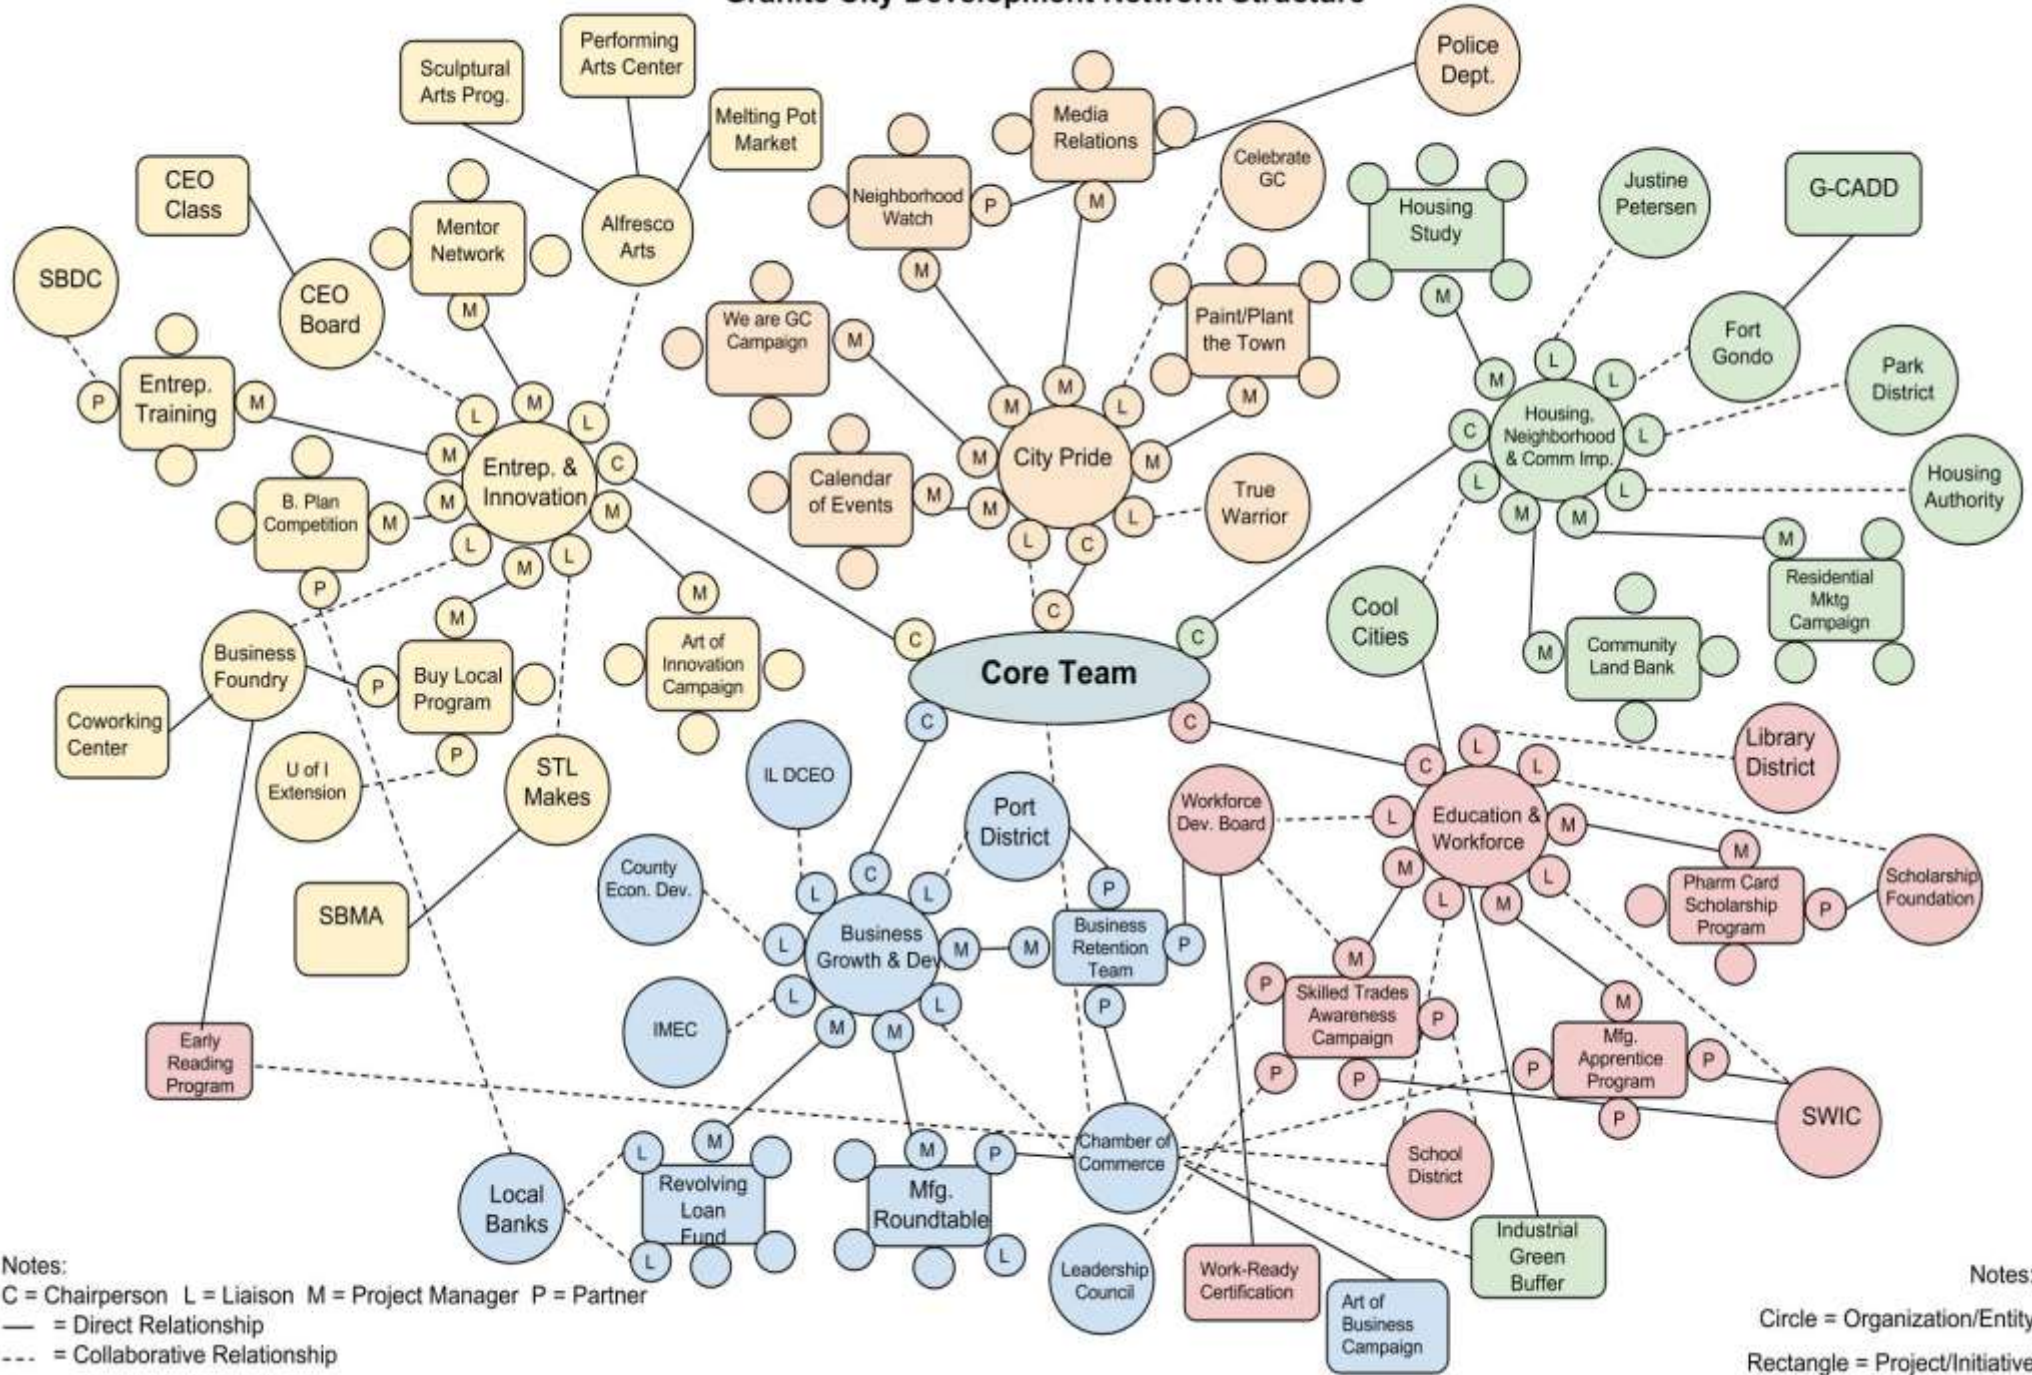 Granite City Development Network Structure
Performing
Arts Center
Sculptural
Arts Prog.
Melting Pot
Market
Police
Dept.
Media
Relations
M
Celebrate
GC
CEO
Class
Mentor
Network
M
Alfresco
Arts
Neighborhood
Watch
P
M
Housing
Study
M
Justine
Petersen
G-CADD
SBDC
CEO
Board
We are GC
Campaign
M
Paint/Plant
the Town
M
Fort
Gondo
Park
District
Entrep.
Training
P
M
L
M
L
M
C
M
M
L
M
L
M
Entrep. &
Innovation
M
M
L
M
M
City Pride
M
L
L
C
M
L
L
C
L
L
L
M
M
Housing,
Neighborhood
& Comm Imp.
B. Plan
Competition
M
P
Calendar
of Events
M
True
Warrior
Housing
Authority
M
Residential
Mktg
Campaign
Business
Foundry
M
P
Buy Local
Program
P
M
Art of
Innovation
Campaign
C
C
C
Core Team
C
C
Cool
Cities
M
Community
Land Bank
Coworking
Center
U of I
Extension
STL
Makes
IL DCEO
Port
District
Workforce
Dev. Board
C
L
L
Library
District
L
M
Education &
Workforce
M
L
M
L
SBMA
County
Econ. Dev.
L
C
L
L
M
Business
Growth & Dev
L
M
M
L
M
P
Business
Retention
Team
P
P
M
Pharm Card
Scholarship
Program
P
Scholarship
Foundation
IMEC
M
P
Skilled Trades
Awareness
Campaign
P
P
P
M
P
Mfg.
Apprentice
Program
P
P
SWIC
Early
Reading
Program
Local
Banks
L
M
Revolving
Loan
Fund
L
M
P
Mfg.
Roundtable
L
Chamber of
Commerce
School
District
Leadership
Council
Work-Ready
Certification
Art of
Business
Campaign
Industrial
Green
Buffer
Notes:
C = Chairperson L = Liaison M = Project Manager P = Partner
= Direct Relationship
= Collaborative Relationship
Notes:
Circle = Organization/Entity
Rectangle = Project/Initiative